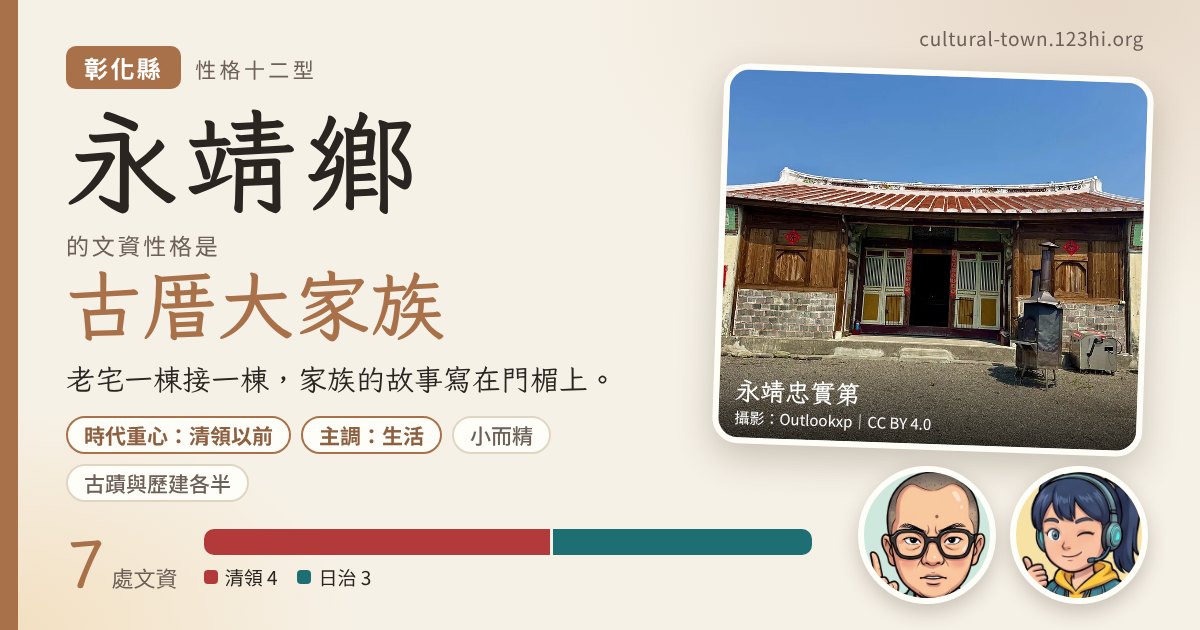 cultural-town.123hi.org
彰化縣 性格十二型
永靖鄉
的文資性格是
古厝大家族
老宅一棟接一棟，家族的故事寫在門楣上。
時代重心：清領以前 主調：生活 小而精
古蹟與歷建各半
7 處文資
清領 4 日治 3
永靖忠實第
攝影：Outlookxp｜CC BY 4.0